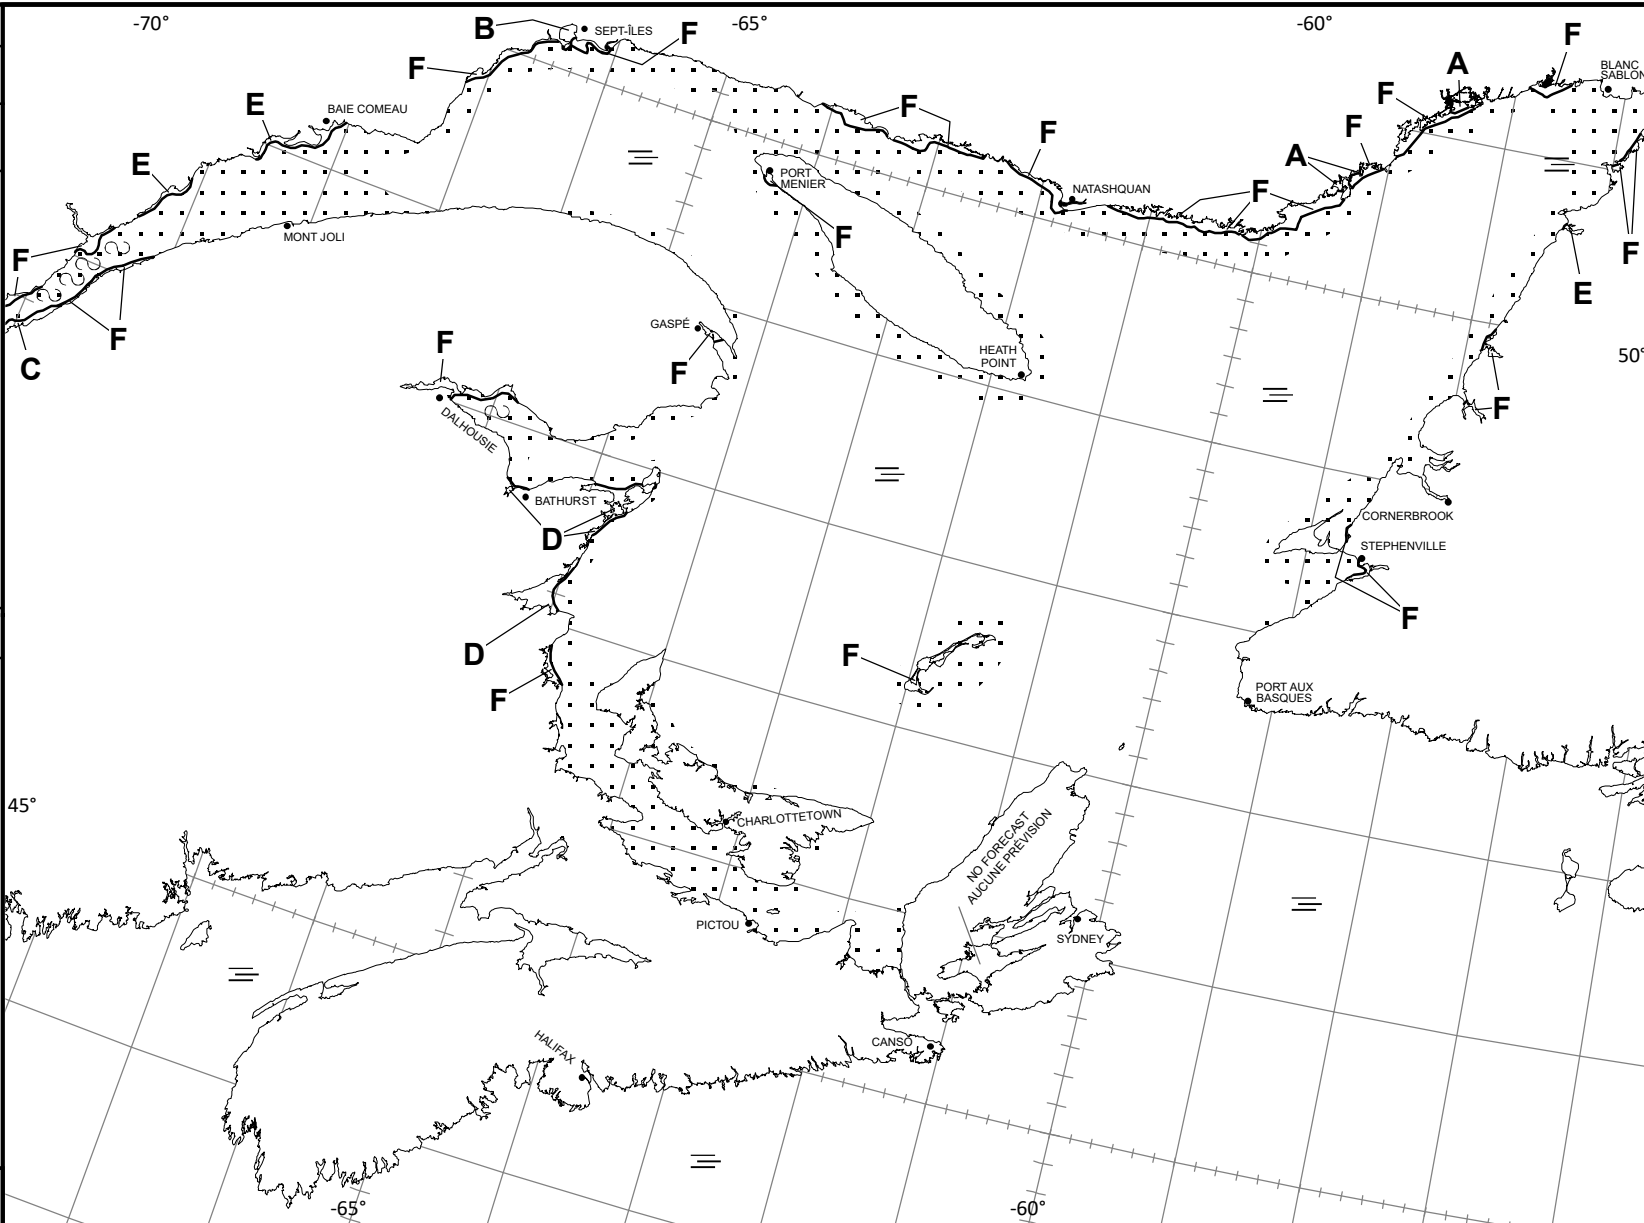 -70°
-65°
-60°
B
SEPT-ÎLES
F
F
F
A
BLANC
SABLON
E
BAIE COMEAU
F
F
F
F
E
A
PORT
MENIER
NATASHQUAN
F
F
F
MONT JOLI
F
E
F
C
GASPÉ
F
F
HEATH
POINT
50°
DALHOUSIE
F
BATHURST
D
CORNERBROOK
STEPHENVILLE
F
D
F
F
PORT AUX
BASQUES
45°
CHARLOTTETOWN
NO FORECAST
AUCUNE PRÉVISION
PICTOU
SYDNEY
HALIFAX
CANSO
-65°
-60°